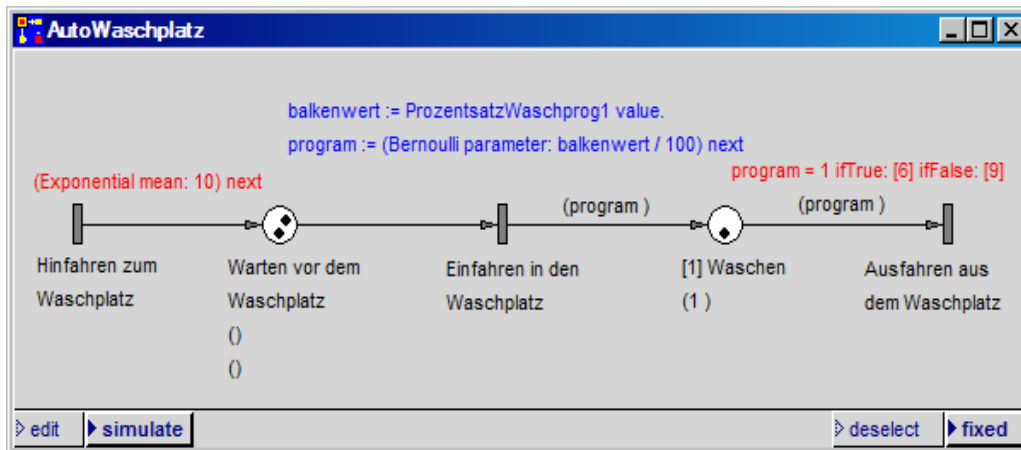 AutoWaschplatz
balkenwert := ProzentsatzWaschprog1 value.
program := (Bernoulli parameter: balkenwert / 100) next
(Exponential mean: 10) next
program = 1 ifTrue: [6] ifFalse: [9]
(program )
(program )
Hinfahren zum
Waschplatz
Warten vor dem
Waschplatz
()
()
Einfahren in den
Waschplatz
[1] Waschen
(1 )
Ausfahren aus
dem Waschplatz
edit
simulate
deselect
fixed